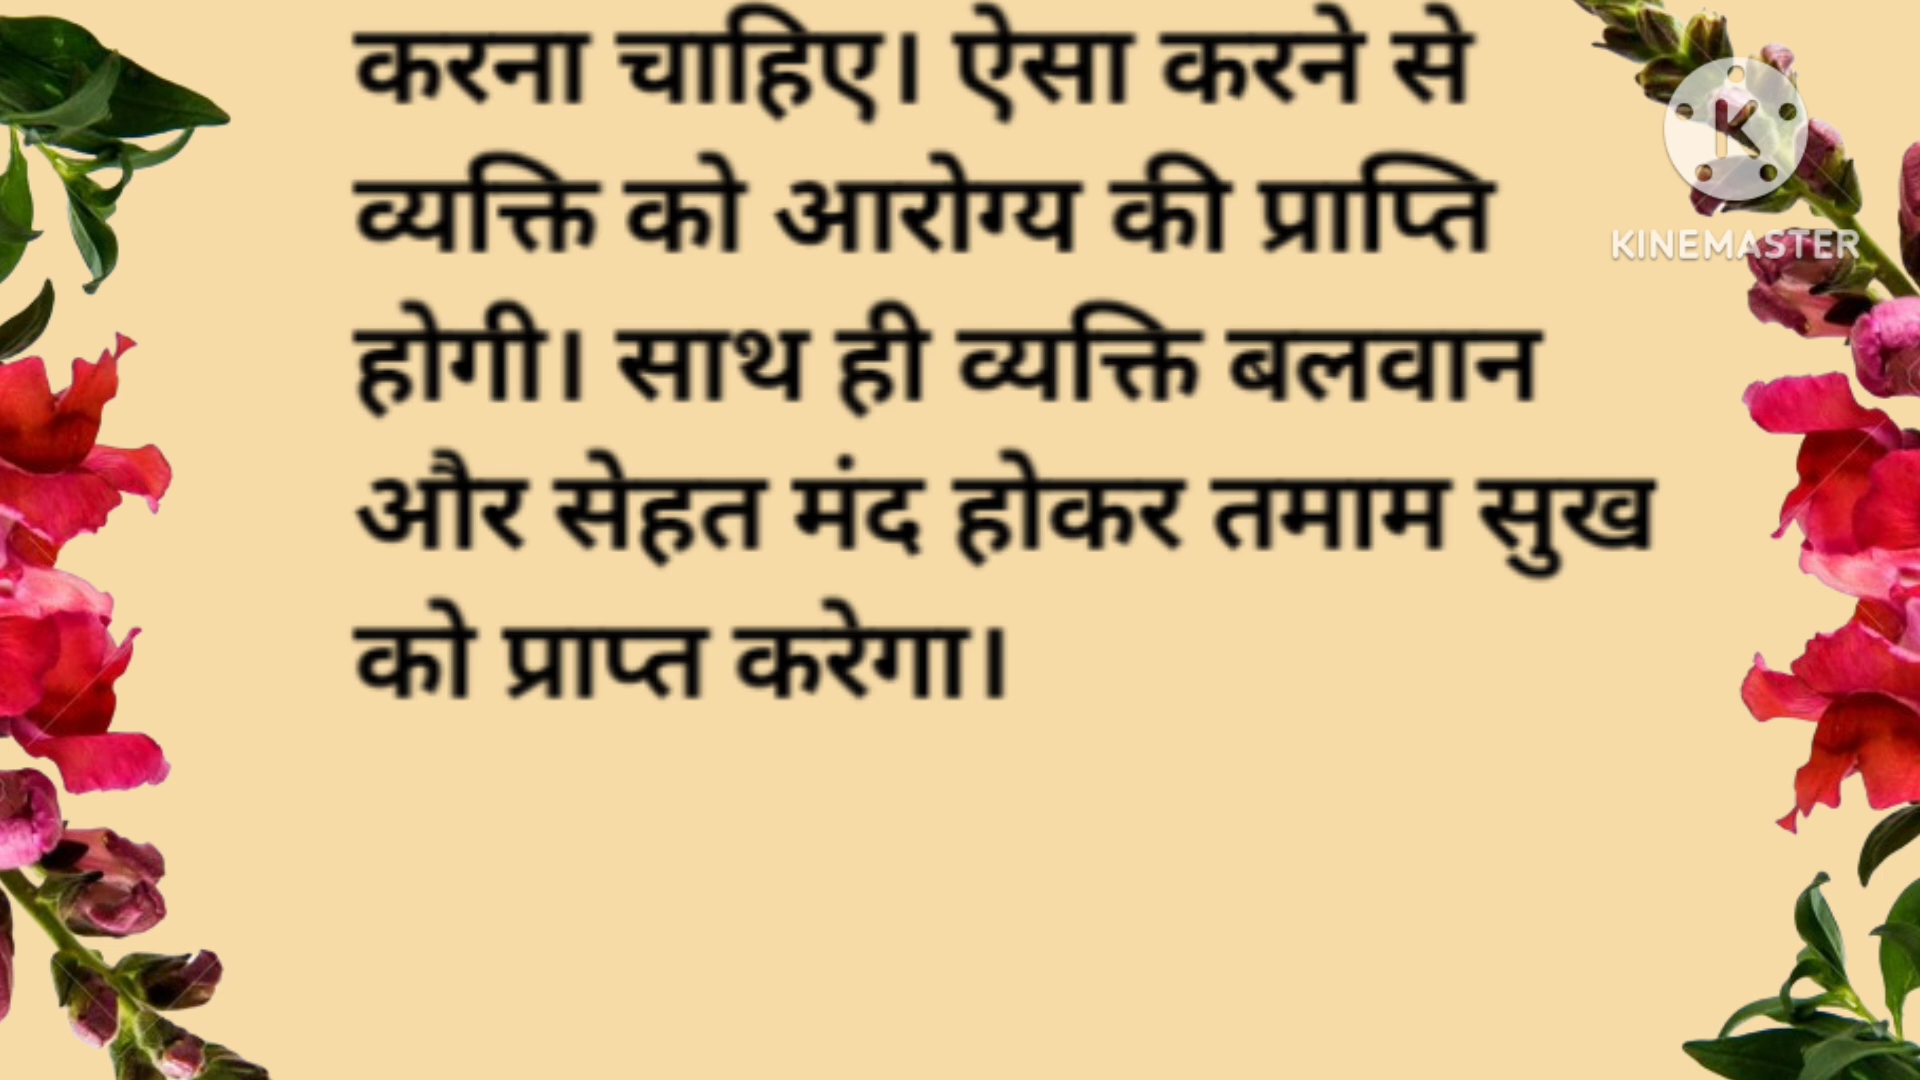 करना चाहिए। ऐसा करने से
व्यक्ति को आरोग्य की प्राप्ति
होगी। साथ ही व्यक्ति बलवान
और सेहत मंद होकर तमाम सुख
को प्राप्त करेगा।
K
KINEMASTER